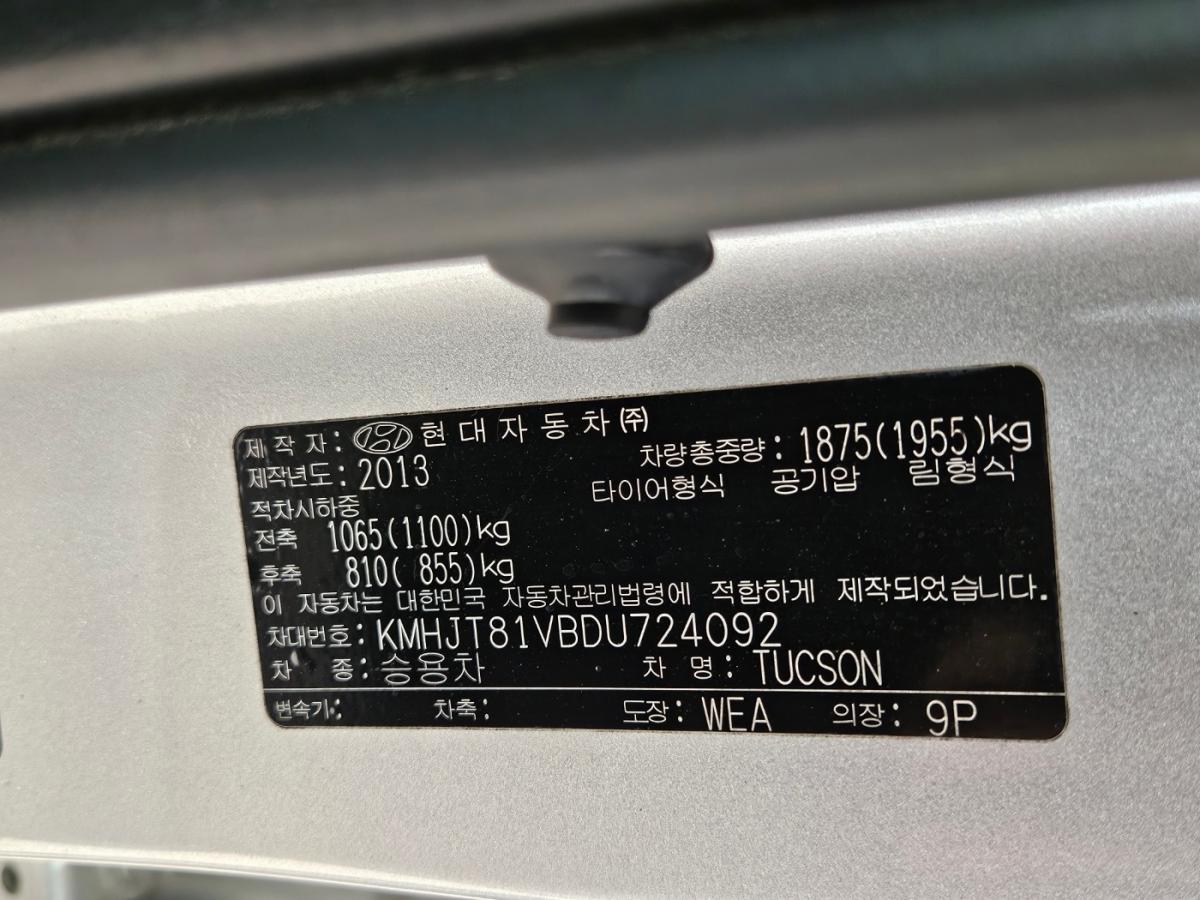 제 작 자 : 현 대 자 동 차 ㈜
제작년도 : 2013
차량총중량 : 1875(1955)kg
적차시하중
타이어형식 공기압 림형식
전축 1065(1100)kg
후축 810( 855)kg
이 자동차는 대한민국 자동차관리법령에 적합하게 제작되었습니다.
차대번호 : KMHJT81VBDU724092
차 종 : 승용차 차 명 : TUCSON
변속기 : 차축 : 도장 : WEA 의장 : 9P